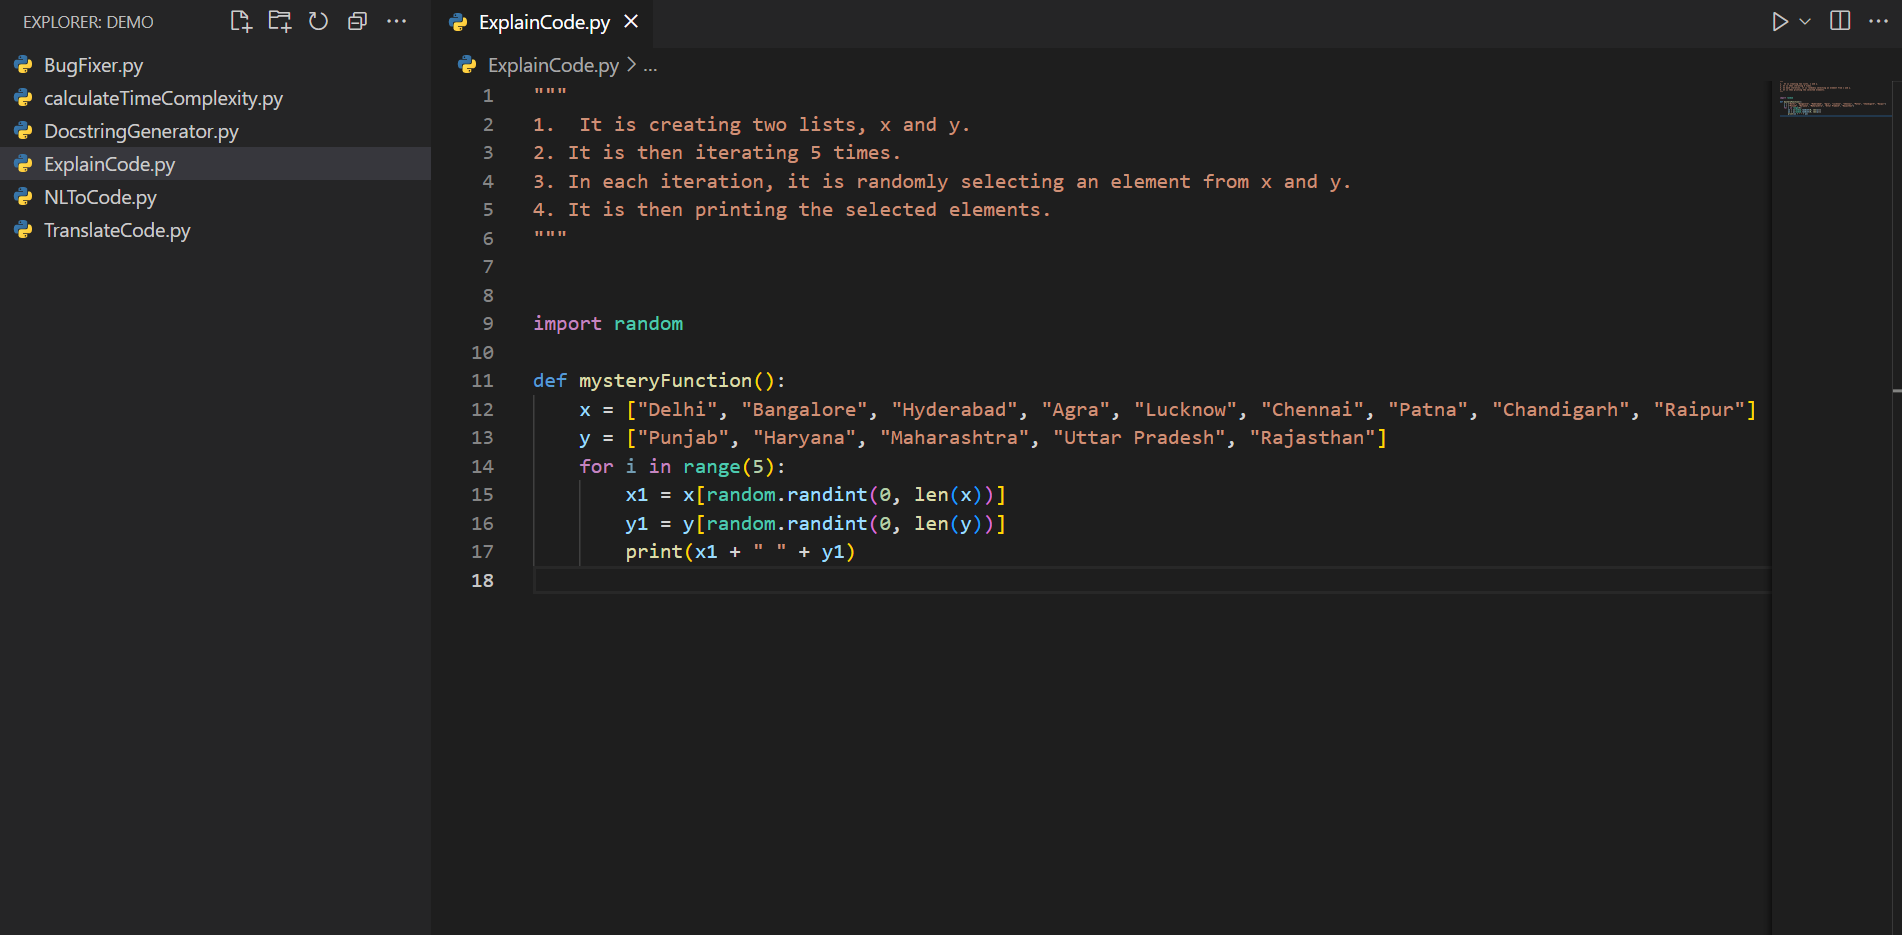 EXPLORER: DEMO
BugFixer.py
calculateTimeComplexity.py
DocstringGenerator.py
ExplainCode.py
NLToCode.py
TranslateCode.py
ExplainCode.py
ExplainCode.py > ...
1 """
2 1.  It is creating two lists, x and y.
3 2. It is then iterating 5 times.
4 3. In each iteration, it is randomly selecting an element from x and y.
5 4. It is then printing the selected elements.
6 """
7
8
9 import random
10
11 def mysteryFunction():
12     x = ["Delhi", "Bangalore", "Hyderabad", "Agra", "Lucknow", "Chennai", "Patna", "Chandigarh", "Raipur"]
13     y = ["Punjab", "Haryana", "Maharashtra", "Uttar Pradesh", "Rajasthan"]
14     for i in range(5):
15         x1 = x[random.randint(0, len(x))]
16         y1 = y[random.randint(0, len(y))]
17         print(x1 + " " + y1)
18